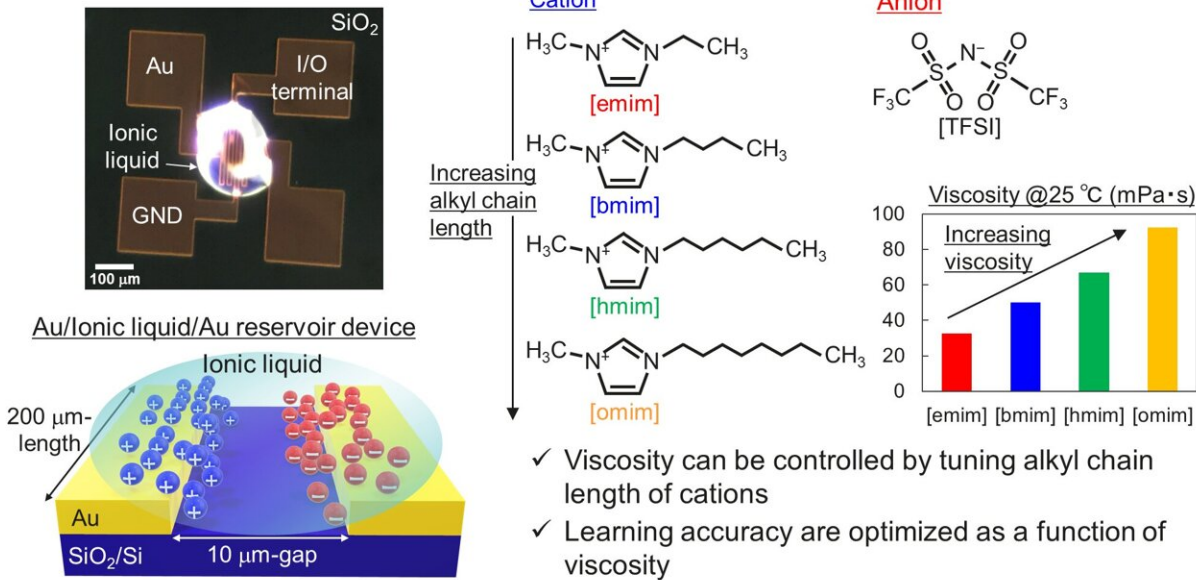 SiO₂
Au
I/O
terminal
Ionic
liquid
GND
100 µm
Au/Ionic liquid/Au reservoir device
Ionic liquid
200 µm-
length
Au
SiO₂/Si
10 µm-gap
Cation
Increasing
alkyl chain
length
H₃C N + N CH₃
[emim]
H₃C N + N CH₃
[bmim]
H₃C N + N CH₃
[hmim]
H₃C N + N CH₃
[omim]
Anion
O N⁻ O
S S
F₃C O O CF₃
[TFSI]
Viscosity @25 ℃ (mPa・s)
100
80
60
40
20
0
Increasing
viscosity
[emim] [bmim] [hmim] [omim]
✓ Viscosity can be controlled by tuning alkyl chain
length of cations
✓ Learning accuracy are optimized as a function of
viscosity